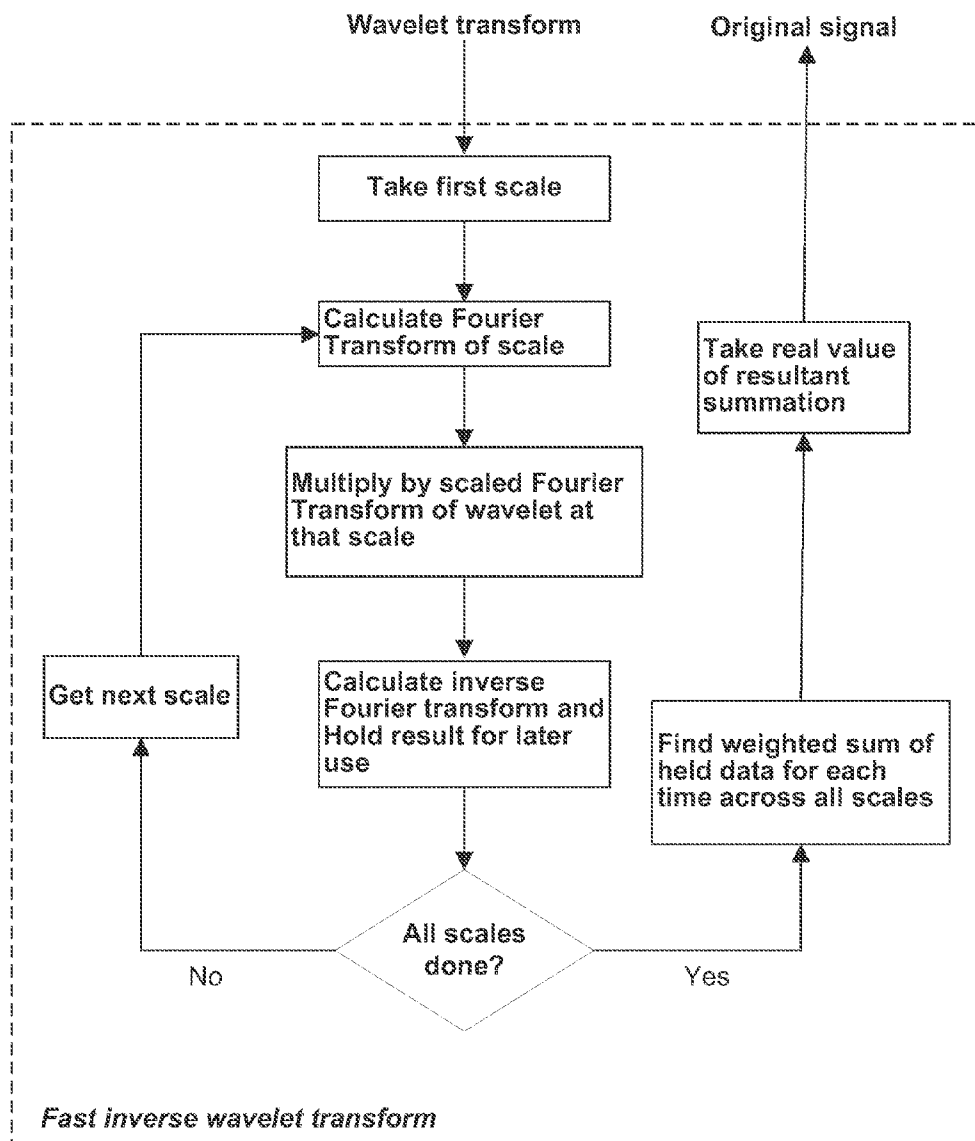 Wavelet transform
Original signal
Take first scale
Calculate Fourier
Transform of scale
Take real value
of resultant
summation
Multiply by scaled Fourier
Transform of wavelet at
that scale
Get next scale
Calculate inverse
Fourier transform and
Hold result for later
use
Find weighted sum of
held data for each
time across all scales
All scales
done?
No
Yes
Fast inverse wavelet transform